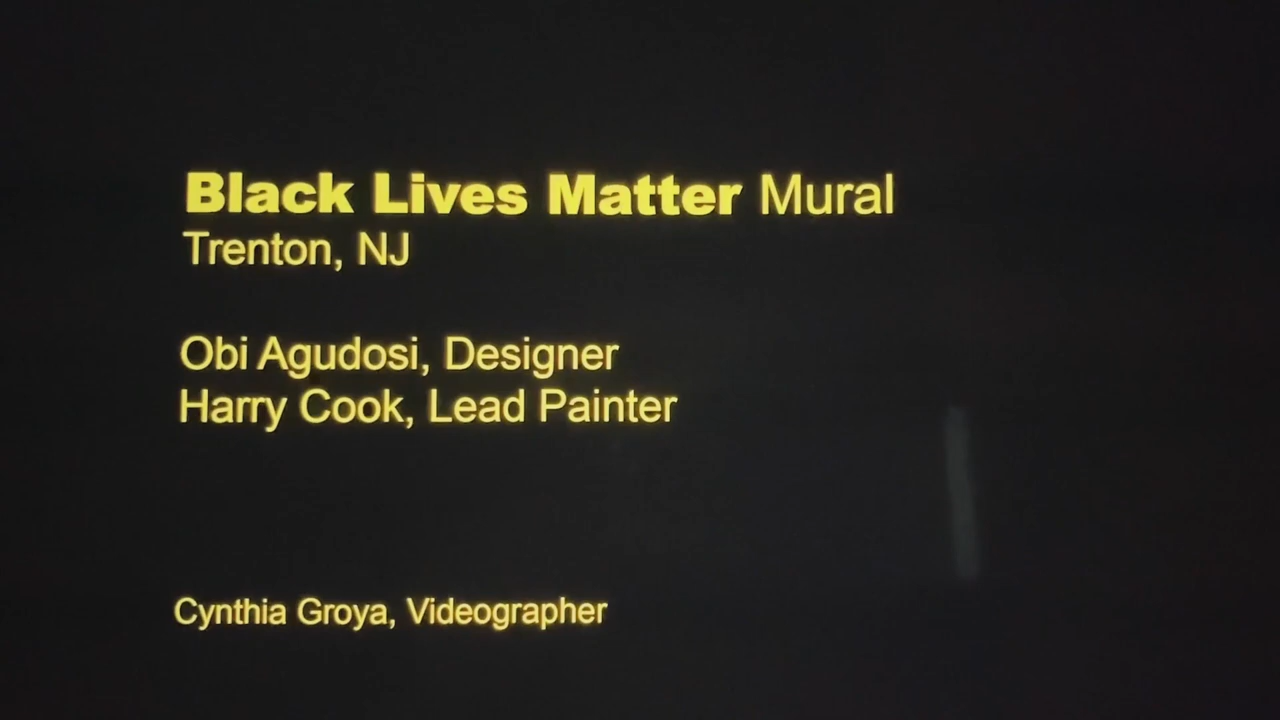 Black Lives Matter Mural
Trenton, NJ
Obi Agudosi, Designer
Harry Cook, Lead Painter
Cynthia Groya, Videographer